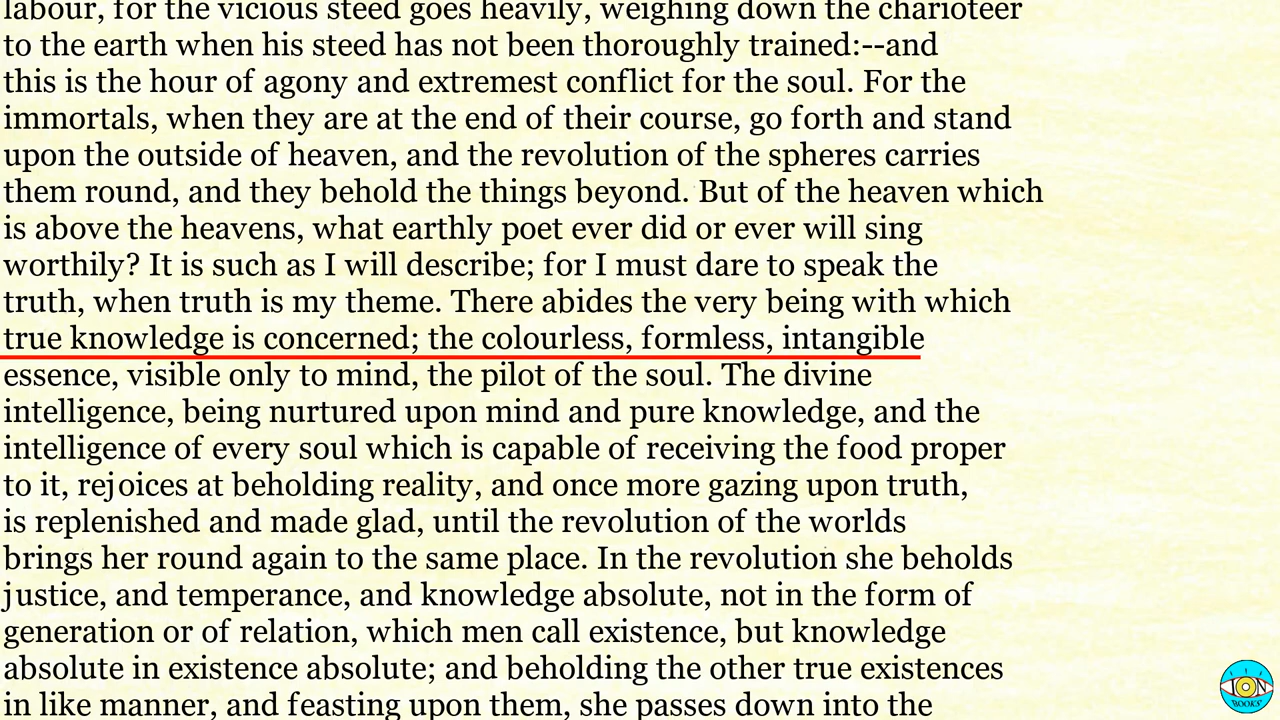 labour, for the vicious steed goes heavily, weighing down the charioteer
to the earth when his steed has not been thoroughly trained:--and
this is the hour of agony and extremest conflict for the soul. For the
immortals, when they are at the end of their course, go forth and stand
upon the outside of heaven, and the revolution of the spheres carries
them round, and they behold the things beyond. But of the heaven which
is above the heavens, what earthly poet ever did or ever will sing
worthily? It is such as I will describe; for I must dare to speak the
truth, when truth is my theme. There abides the very being with which
true knowledge is concerned; the colourless, formless, intangible
essence, visible only to mind, the pilot of the soul. The divine
intelligence, being nurtured upon mind and pure knowledge, and the
intelligence of every soul which is capable of receiving the food proper
to it, rejoices at beholding reality, and once more gazing upon truth,
is replenished and made glad, until the revolution of the worlds
brings her round again to the same place. In the revolution she beholds
justice, and temperance, and knowledge absolute, not in the form of
generation or of relation, which men call existence, but knowledge
absolute in existence absolute; and beholding the other true existences
in like manner, and feasting upon them, she passes down into the
ION
BOOKS